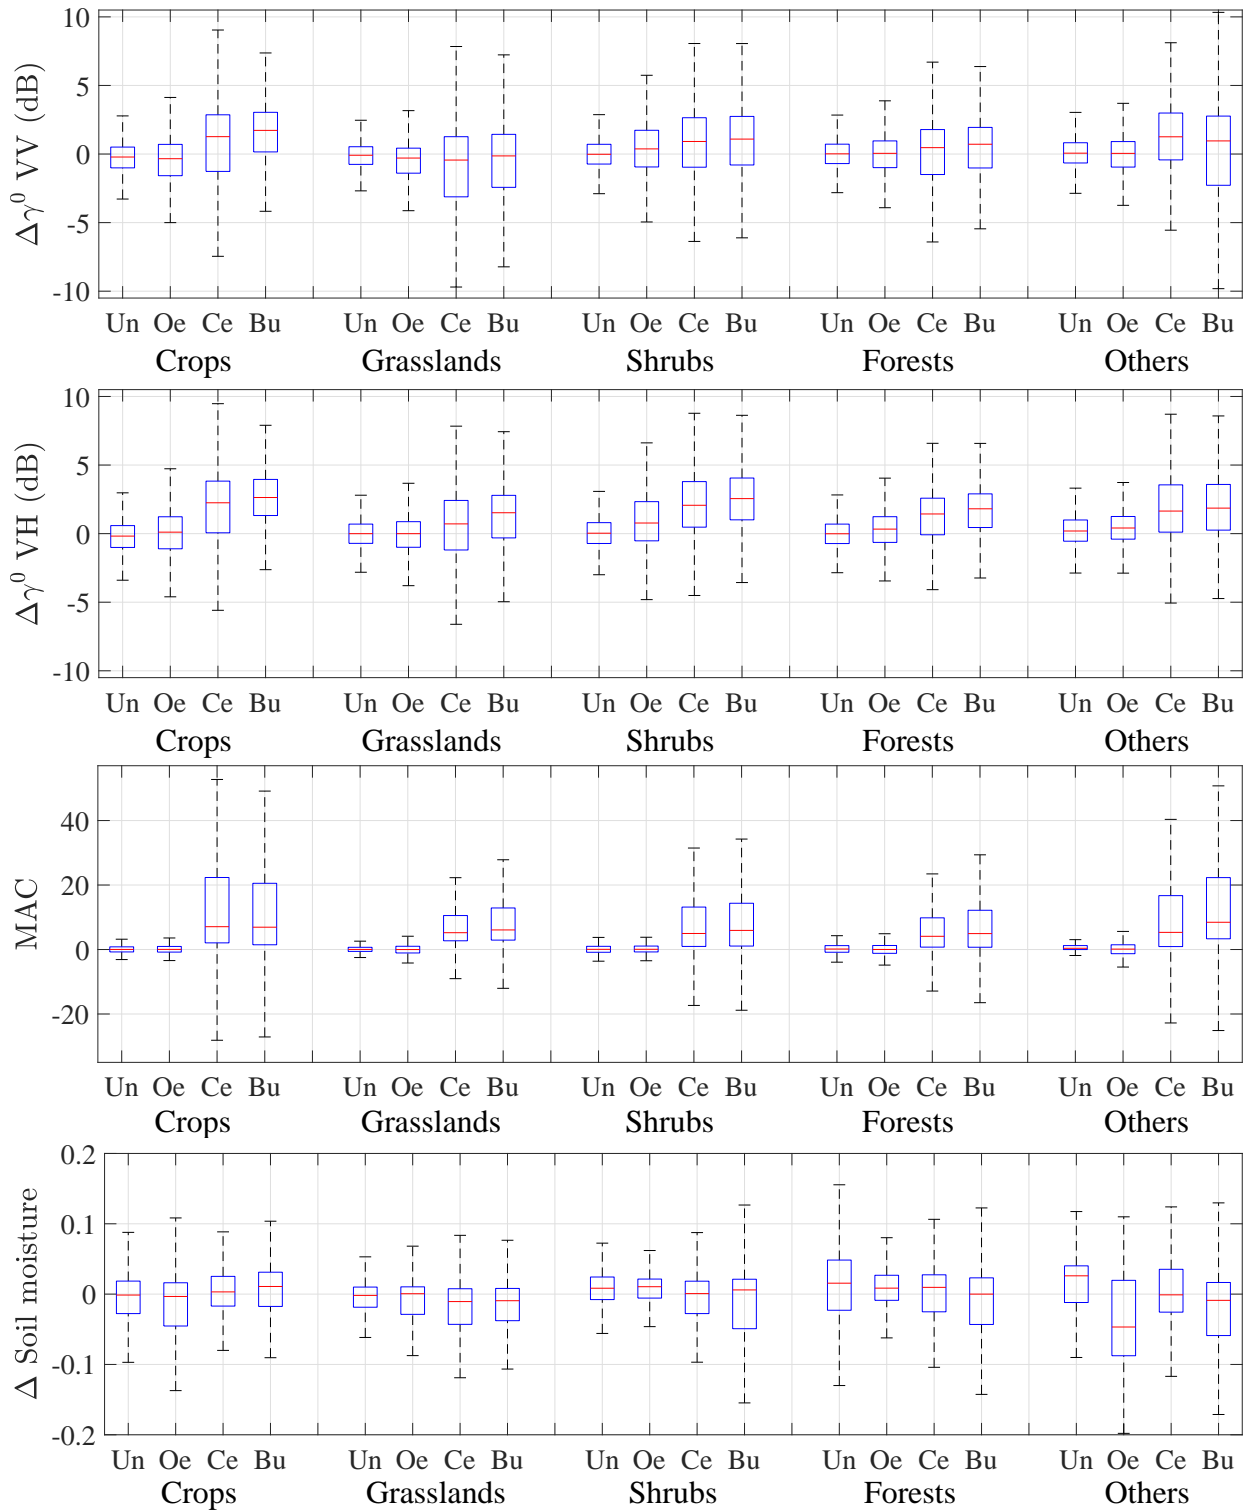 Δγ⁰ VV (dB)
10
5
0
-5
-10
Un Oe Ce Bu Un Oe Ce Bu Un Oe Ce Bu Un Oe Ce Bu Un Oe Ce Bu
Crops Grasslands Shrubs Forests Others
Δγ⁰ VH (dB)
10
5
0
-5
-10
Un Oe Ce Bu Un Oe Ce Bu Un Oe Ce Bu Un Oe Ce Bu Un Oe Ce Bu
Crops Grasslands Shrubs Forests Others
MAC
40
20
0
-20
Un Oe Ce Bu Un Oe Ce Bu Un Oe Ce Bu Un Oe Ce Bu Un Oe Ce Bu
Crops Grasslands Shrubs Forests Others
Δ Soil moisture
0.2
0.1
0
-0.1
-0.2
Un Oe Ce Bu Un Oe Ce Bu Un Oe Ce Bu Un Oe Ce Bu Un Oe Ce Bu
Crops Grasslands Shrubs Forests Others